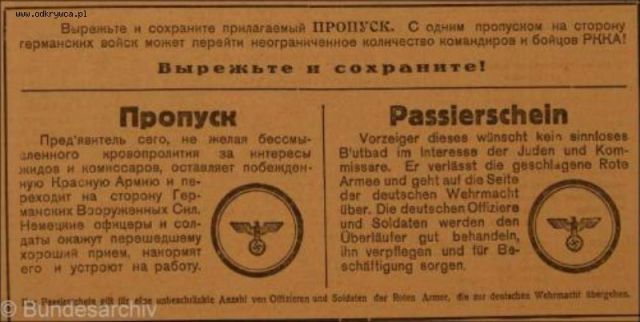 www.odkrywca.pl
Вырежьте и сохраните прилагаемый ПРОПУСК. С одним пропуском на сторону
германских войск может перейти неограниченное количество командиров и бойцов РККА!
Вырежьте и сохраните!
Пропуск
Пред'явитель сего, не желая бессмы-
сленного кровопролития за интересы
жидов и комиссаров, оставляет побежден-
ную Красную Армию и пе-
реходит на сторону Гер-
манских Вооруженных Сил.
Немецкие офицеры и сол-
даты окажут перешедшему
хороший прием, накормят
его и устроют на работу.
Passierschein
Vorzeiger dieses wünscht kein sinnloses
Blutbad im Interesse der Juden und Kom-
missare. Er verlässt die geschlagene Rote
Armee und geht auf die Seite
der deutschen Wehrmacht
über. Die deutschen Offiziere
und Soldaten werden den
Überläufer gut behandeln,
ihn verpflegen und für Be-
schäftigung sorgen.
Passierschein gilt für eine unbeschränkte Anzahl von Offizieren und Soldaten der Roten Armee, die zur deutschen Wehrmacht übergehen.
© Bundesarchiv